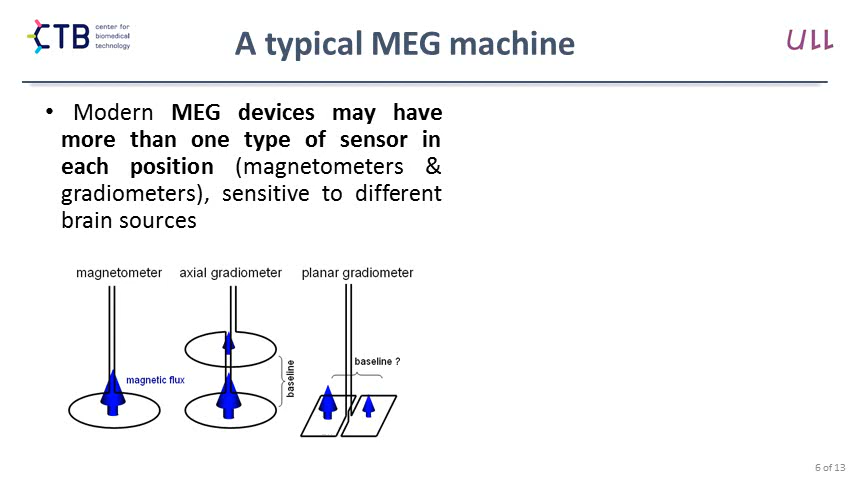 CTB
center for
biomedical
technology
A typical MEG machine
ULL
• Modern MEG devices may have
more than one type of sensor in
each position (magnetometers &
gradiometers), sensitive to different
brain sources
magnetometer axial gradiometer planar gradiometer
magnetic flux
baseline
baseline ?
6 of 13